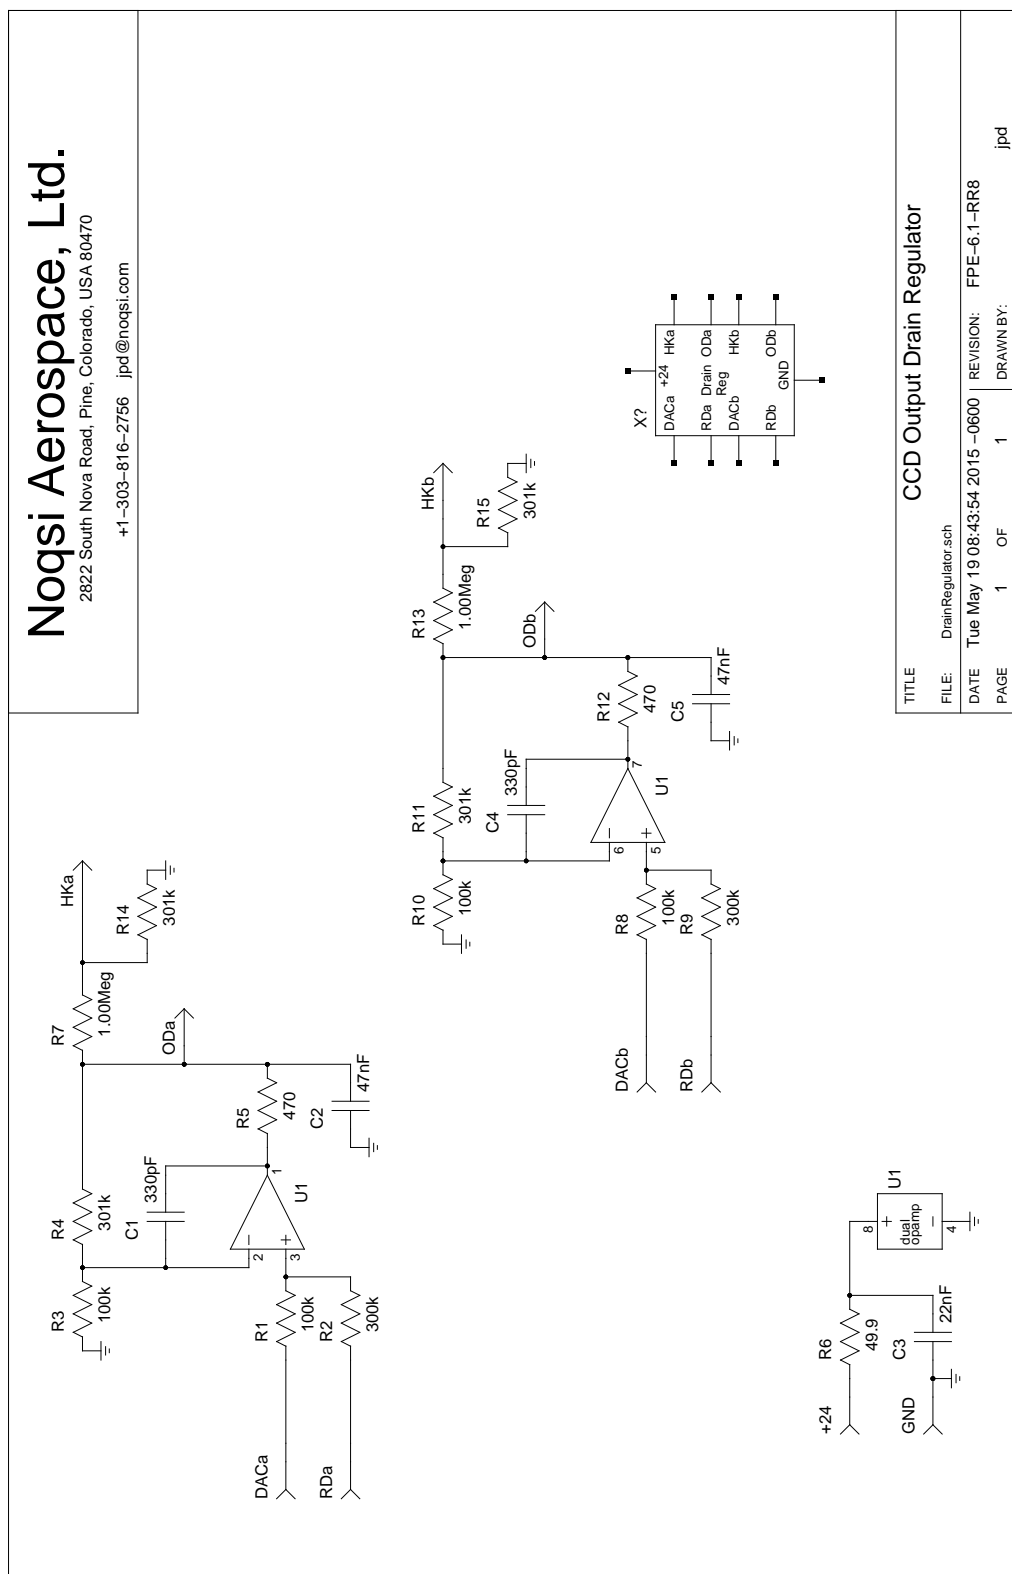 Noqsi Aerospace, Ltd.
2822 South Nova Road, Pine, Colorado, USA 80470
+1−303−816−2756 jpd@noqsi.com
R3
100k
R4
301k
R7
1.00Meg
HKa
R14
301k
C1
330pF
ODa
R5
470
C2
47nF
2
3
1
U1
DACa
R1
100k
RDa
R2
300k
R10
100k
R11
301k
R13
1.00Meg
HKb
R15
301k
C4
330pF
ODb
R12
470
C5
47nF
6
5
7
U1
DACb
R8
100k
RDb
R9
300k
X?
DACa
+24
HKa
RDa
Drain
ODa
Reg
DACb
HKb
RDb
GND
ODb
+24
R6
49.9
GND
C3
22nF
8
dual
opamp
4
U1
TITLE
CCD Output Drain Regulator
FILE: DrainRegulator.sch
DATE Tue May 19 08:43:54 2015 −0600 REVISION: FPE−6.1−RR8
PAGE 1 OF 1 DRAWN BY: jpd